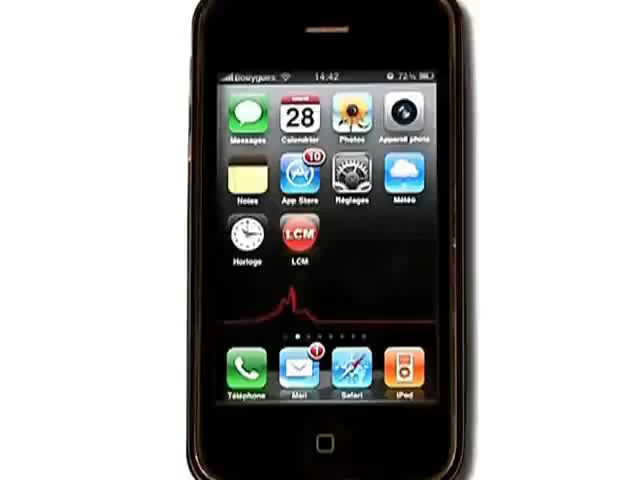 Bouygues 14:42 72 %
28 10
Messages Calendrier Photos Appareil photo
Notes App Store Réglages Météo
LCM
Horloge LCM
1
Téléphone Mail Safari iPod